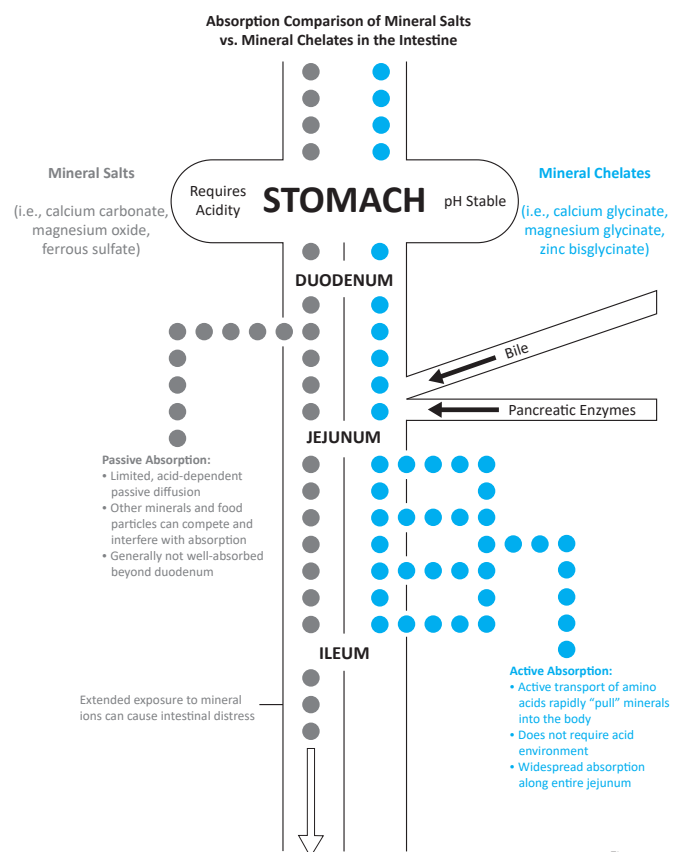 Absorption Comparison of Mineral Salts
vs. Mineral Chelates in the Intestine
Mineral Salts
(i.e., calcium carbonate,
magnesium oxide,
ferrous sulfate)
Requires
Acidity
STOMACH
pH Stable
Mineral Chelates
(i.e., calcium glycinate,
magnesium glycinate,
zinc bisglycinate)
DUODENUM
Bile
Pancreatic Enzymes
JEJUNUM
Passive Absorption:
• Limited, acid-dependent
passive diffusion
• Other minerals and food
particles can compete and
interfere with absorption
• Generally not well-absorbed
beyond duodenum
ILEUM
Extended exposure to mineral
ions can cause intestinal distress
Active Absorption:
• Active transport of amino
acids rapidly “pull” minerals
into the body
• Does not require acid
environment
• Widespread absorption
along entire jejunum